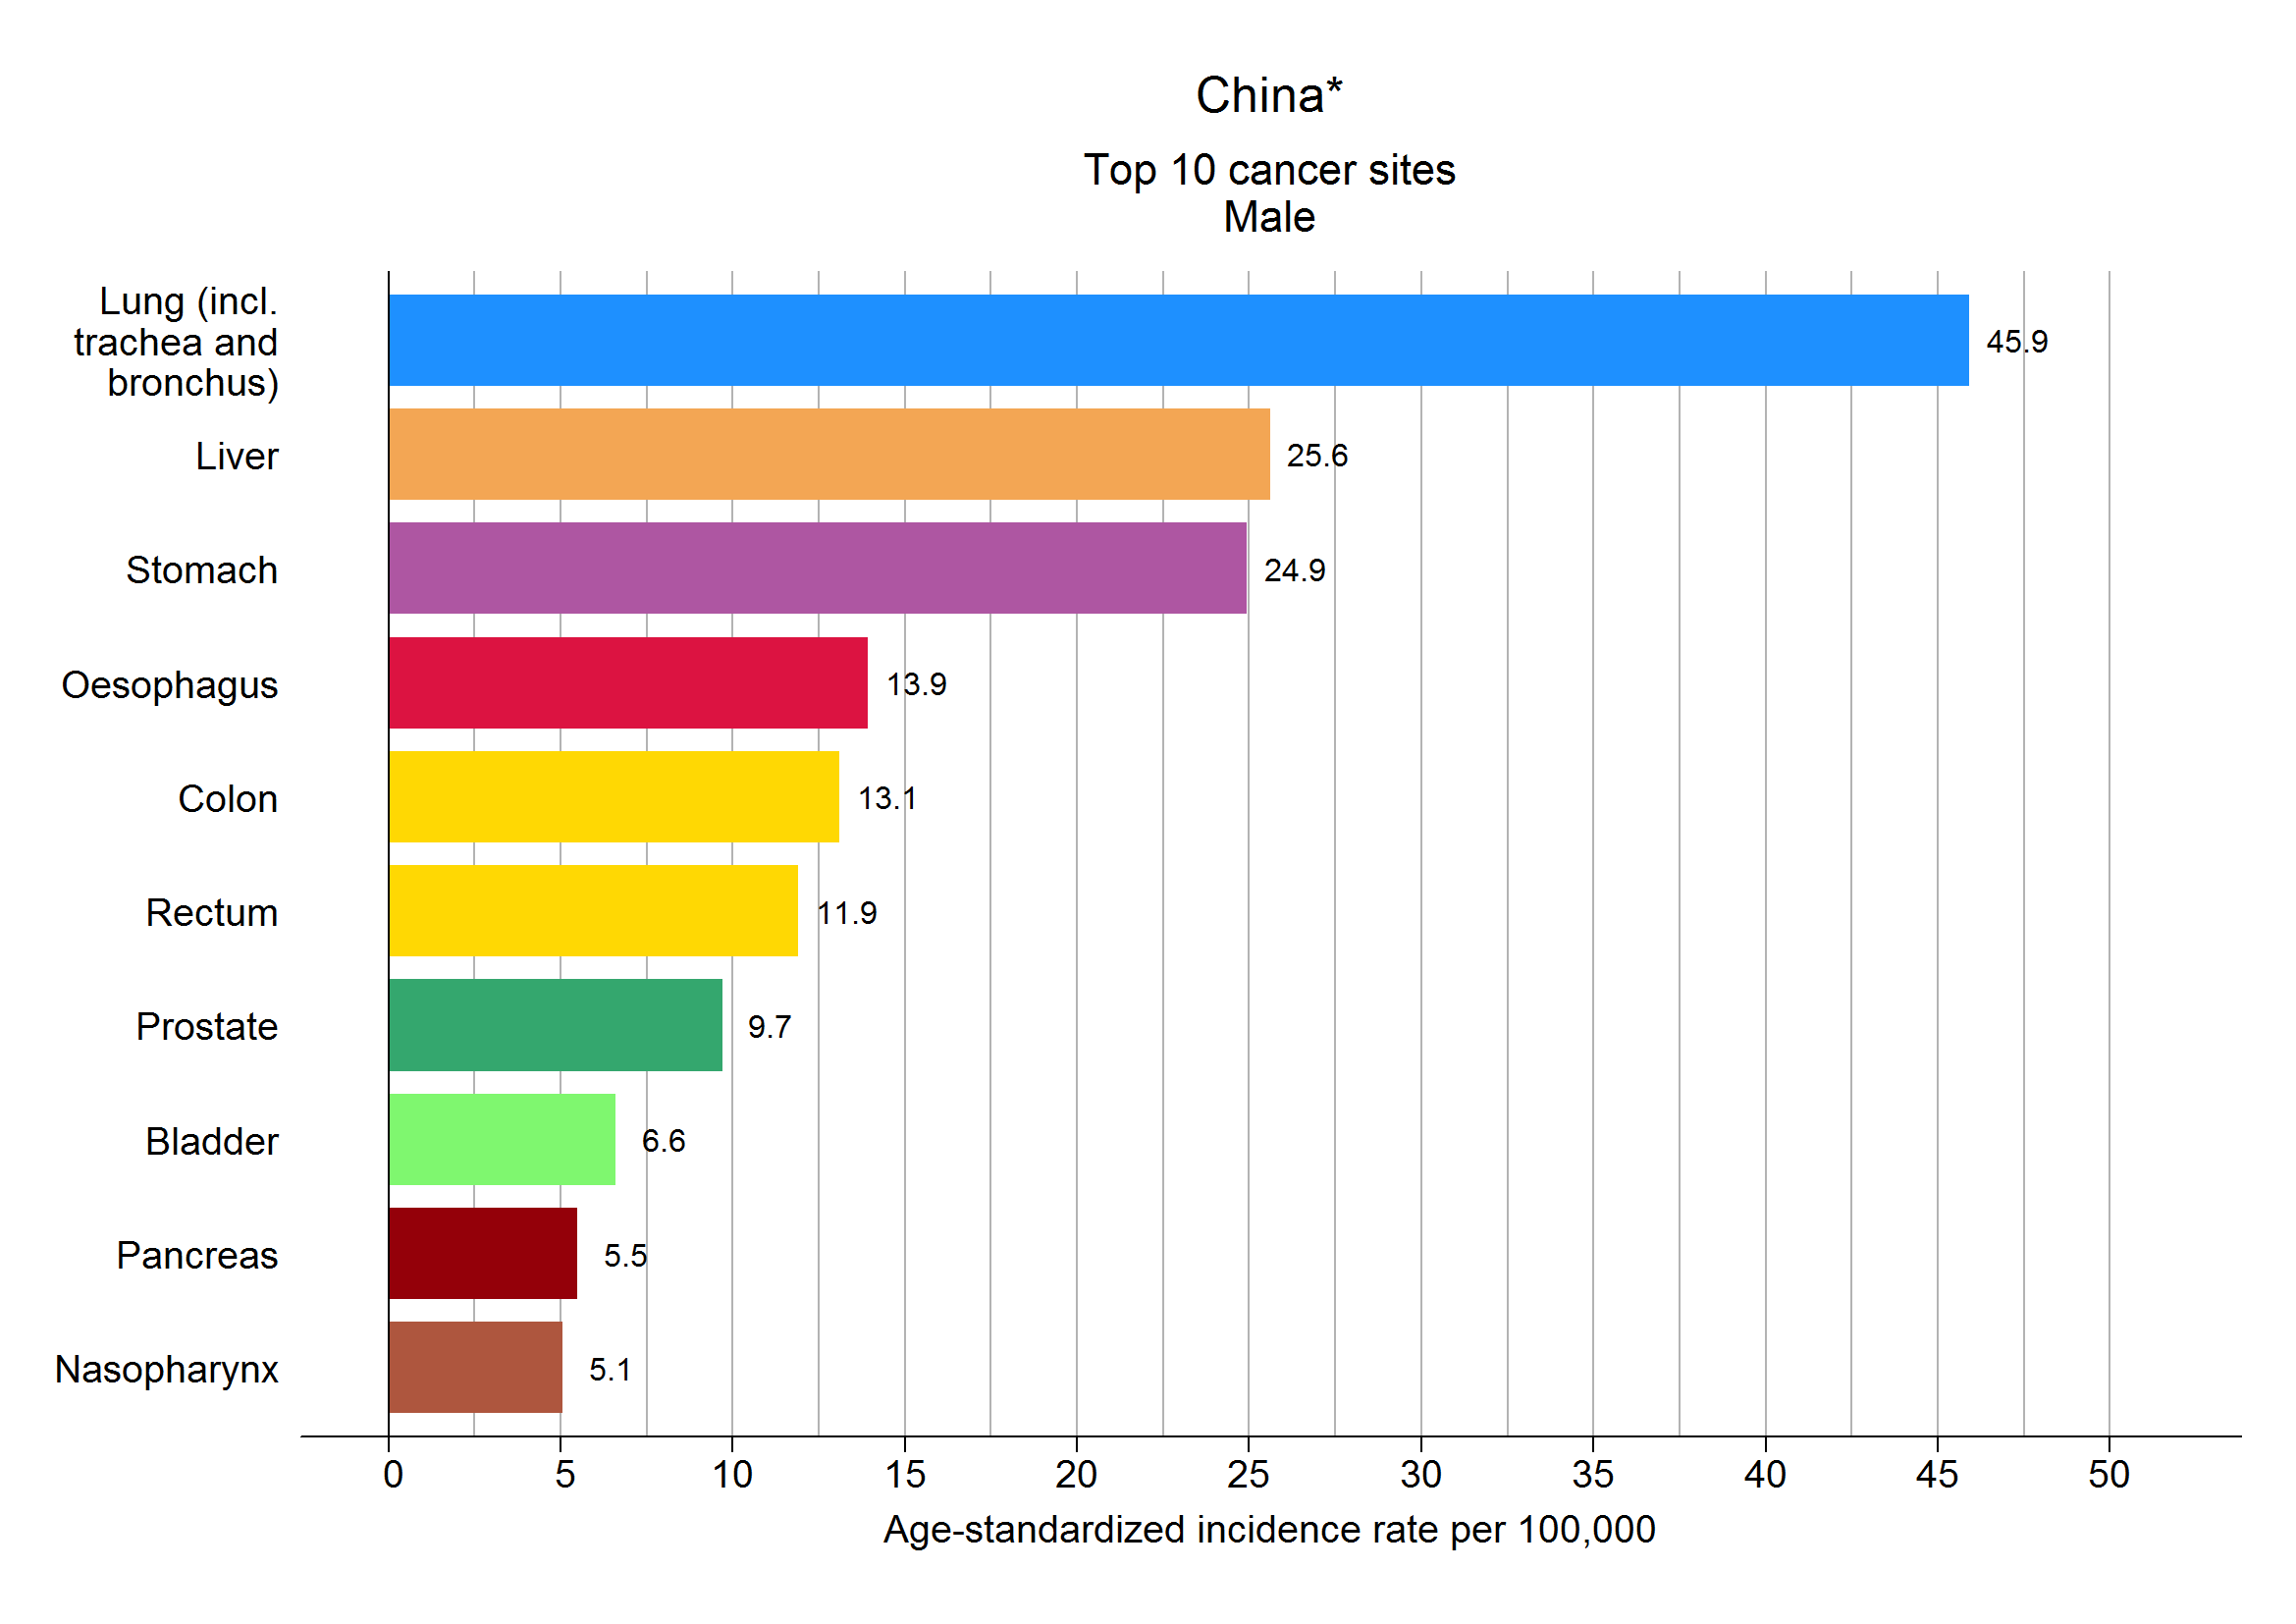 China*
Top 10 cancer sites
Male
Lung (incl.
trachea and
bronchus)
45.9
Liver
25.6
Stomach
24.9
Oesophagus
13.9
Colon
13.1
Rectum
11.9
Prostate
9.7
Bladder
6.6
Pancreas
5.5
Nasopharynx
5.1
0 5 10 15 20 25 30 35 40 45 50
Age-standardized incidence rate per 100,000